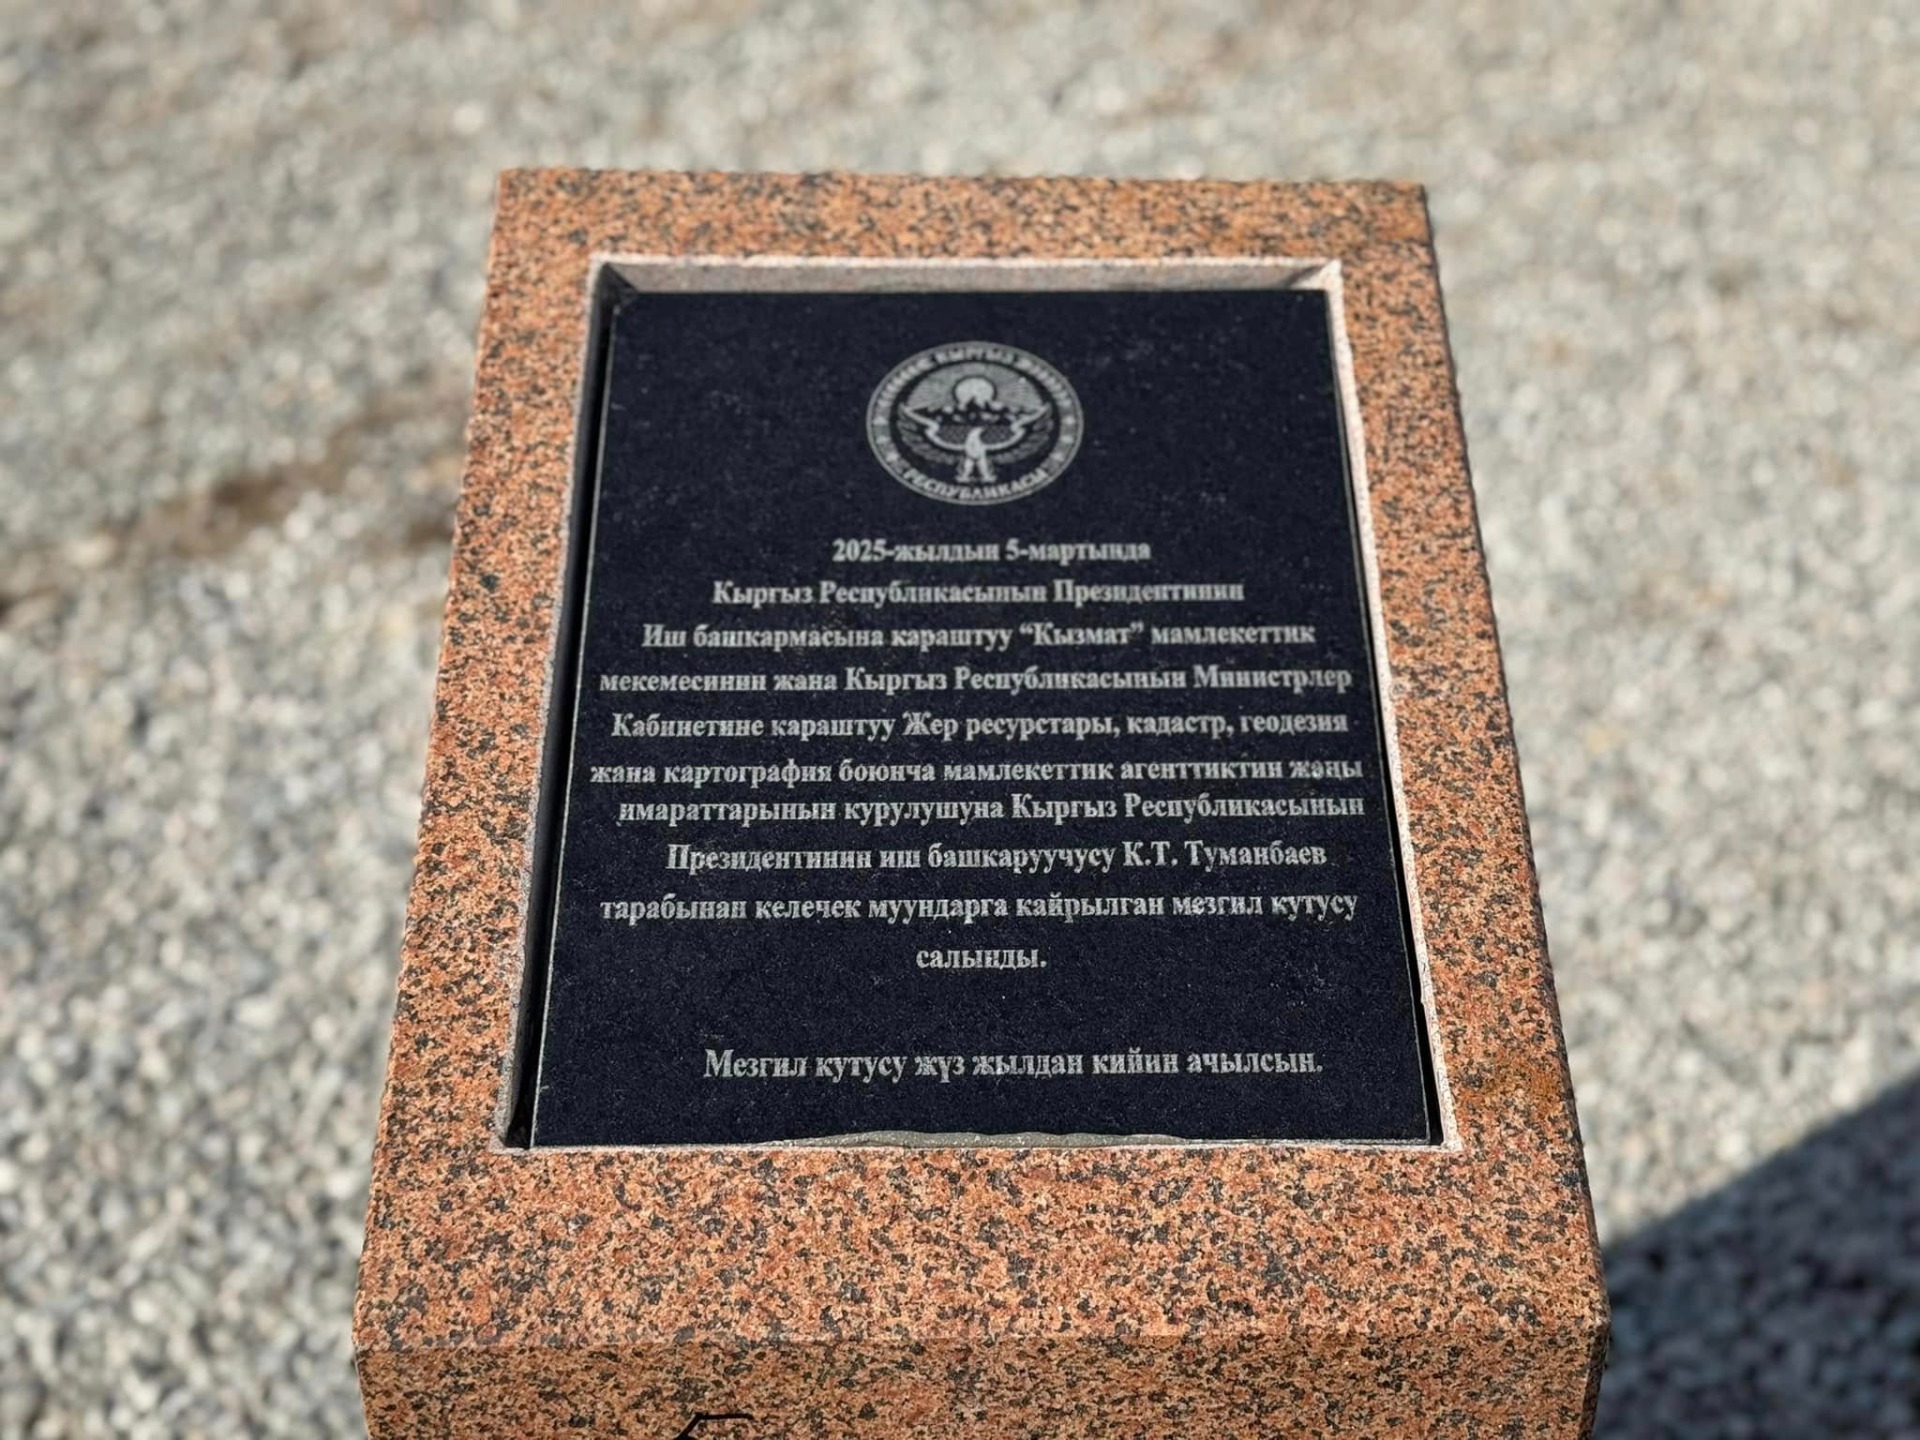 КЫРГЫЗ
РЕСПУБЛИКАСЫ
2025-жылдын 5-мартында
Кыргыз Республикасынын Президентинин
Иш башкармасына караштуу “Кызмат” мамлекеттик
мекемесинин жана Кыргыз Республикасынын Министрлер
Кабинетине караштуу Жер ресурстары, кадастр, геодезия
жана картография боюнча мамлекеттик агенттиктин жаңы
имараттарынын курулушуна Кыргыз Республикасынын
Президентинин иш башкаруучусу К.Т. Туманбаев
тарабынан келечек муундарга кайрылган мезгил кутусу
салынды.
Мезгил кутусу жүз жылдан кийин ачылсын.